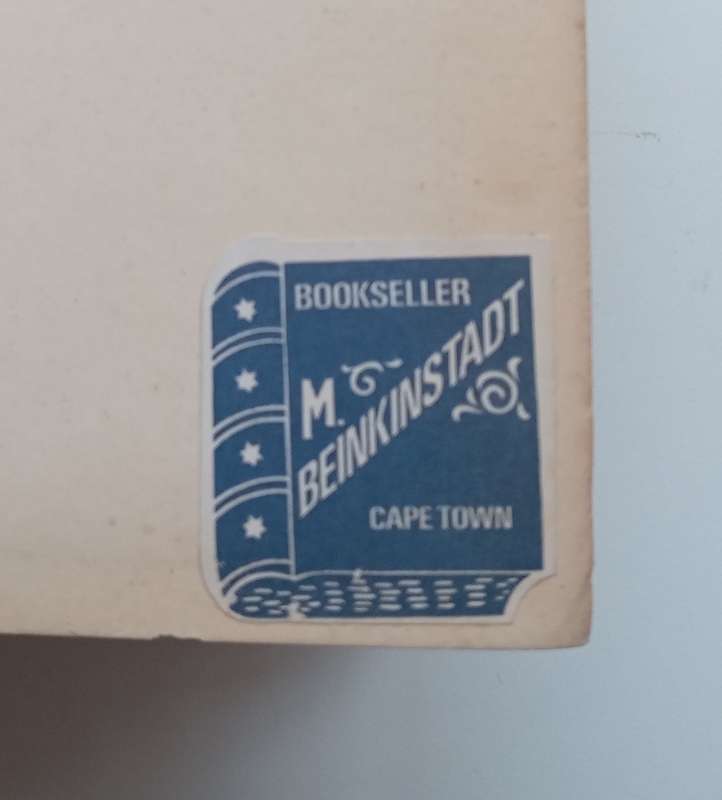 BOOKSELLER
M.
BEINKINSTADT
CAPE TOWN